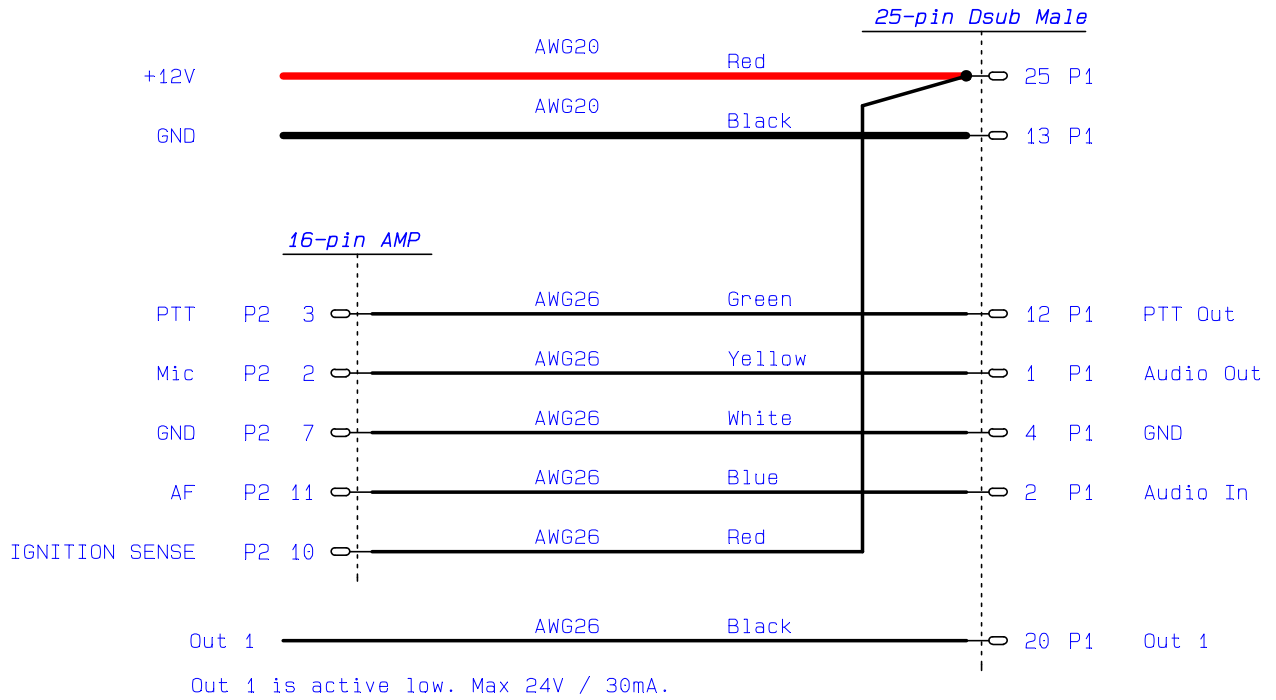 25-pin Dsub Male
AWG20 Red
+12V 25 P1
AWG20 Black
GND 13 P1
16-pin AMP
AWG26 Green
PTT P2 3 12 P1 PTT Out
AWG26 Yellow
Mic P2 2 1 P1 Audio Out
AWG26 White
GND P2 7 4 P1 GND
AWG26 Blue
AF P2 11 2 P1 Audio In
AWG26 Red
IGNITION SENSE P2 10
AWG26 Black
Out 1 20 P1 Out 1
Out 1 is active low. Max 24V / 30mA.